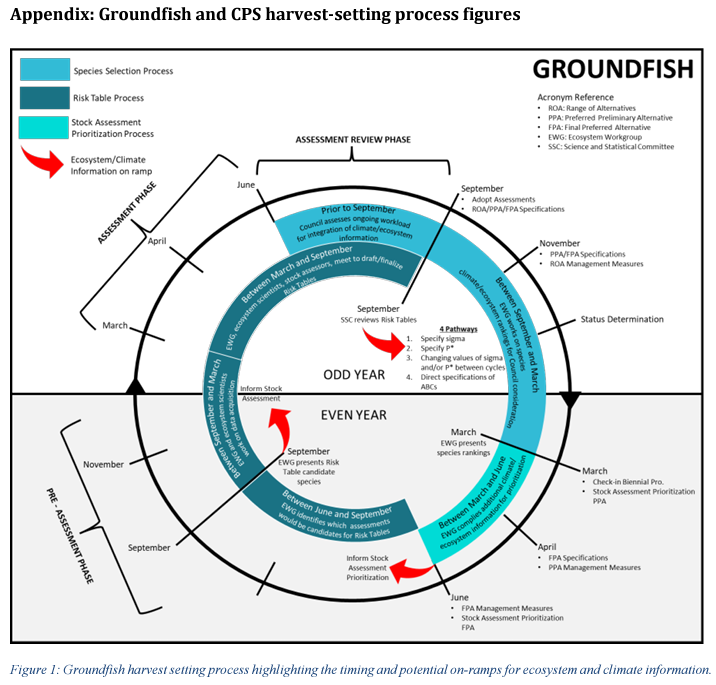 Appendix: Groundfish and CPS harvest-setting process figures
GROUNDFISH
Species Selection Process
Risk Table Process
Stock Assessment
Prioritization Process
Ecosystem/Climate
Information on ramp
Acronym Reference
• ROA: Range of Alternatives
• PPA: Preferred Preliminary Alternative
• FPA: Final Preferred Alternative
• EWG: Ecosystem Workgroup
• SSC: Science and Statistical Committee
ASSESSMENT REVIEW PHASE
ASSESSMENT PHASE
June
April
March
September
• Adopt Assessments
• ROA/PPA/FPA Specifications
November
• PPA/FPA Specifications
• ROA Management Measures
Status Determination
Prior to September
Council assesses ongoing workload
for integration of climate/ecosystem
information
Between March and September
EWG, ecosystem scientists, stock assessors, meet to draft/finalize
Risk Tables
Between September and March
EWG works on species
climate/ecosystem rankings for Council consideration
September
SSC reviews Risk Tables
4 Pathways
1. Specify sigma
2. Specify P*
3. Changing values of sigma
and/or P* between cycles
4. Direct specifications of
ABCs
ODD YEAR
EVEN YEAR
Inform Stock
Assessment
Between September and March
EWG and ecosystem scientists
work on data acquisition
September
EWG presents Risk
Table candidate
species
March
EWG presents
species rankings
March
• Check-in Biennial Pro.
• Stock Assessment Prioritization
PPA
Between March and June
EWG compiles additional climate/
ecosystem information for prioritization
Between June and September
EWG identifies which assessments
would be candidates for Risk Tables
PRE - ASSESSMENT PHASE
November
September
April
• FPA Specifications
• PPA Management Measures
Inform Stock
Assessment
Prioritization
June
• FPA Management Measures
• Stock Assessment Prioritization
FPA
Figure 1: Groundfish harvest setting process highlighting the timing and potential on-ramps for ecosystem and climate information.